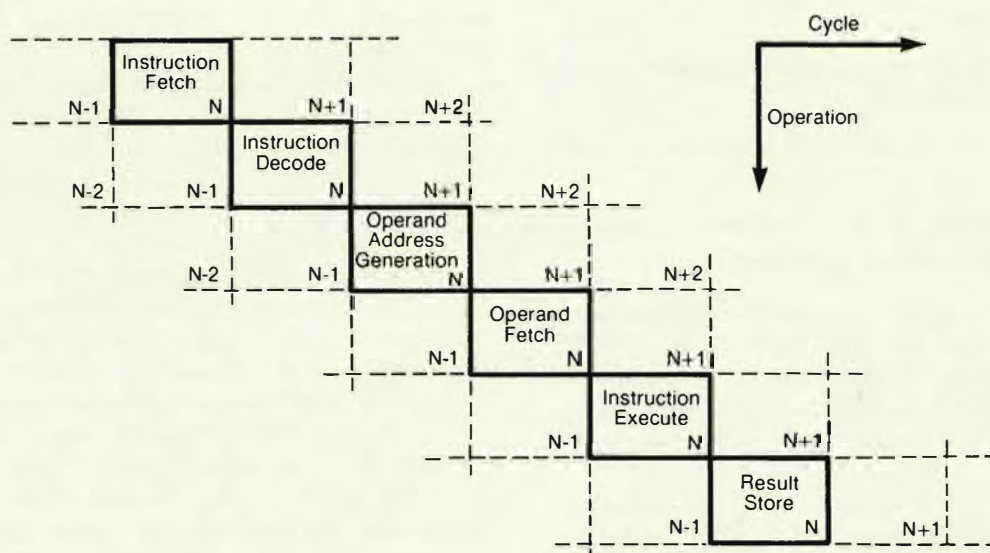 Cycle
Operation
Instruction
Fetch
N-1
N
N+1
N+2
Instruction
Decode
N-2
N-1
N
N+1
N+2
Operand
Address
Generation
N-2
N-1
N
N+1
N+2
Operand
Fetch
N-1
N
N+1
Instruction
Execute
N-1
N
N+1
Result
Store
N-1
N
N+1